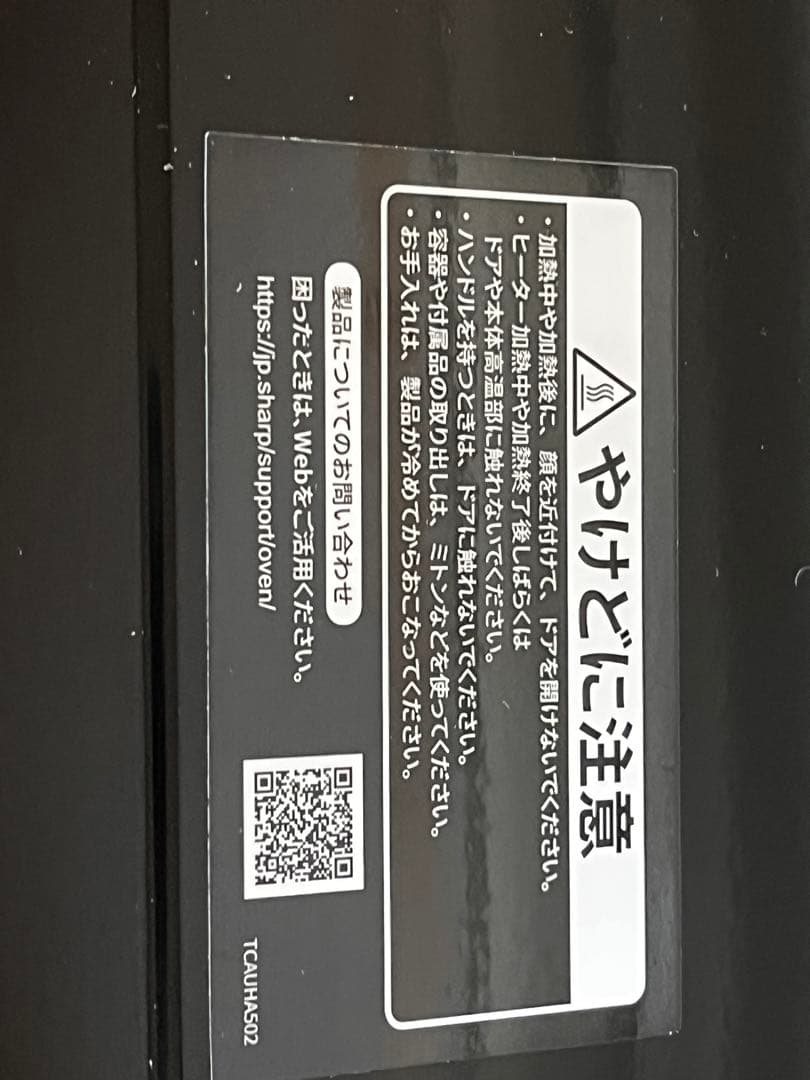 やけどに注意
・加熱中や加熱後に、顔を近付けて、ドアを開けないでください。
・ヒーター加熱中や加熱終了後しばらくは
ドアや本体高温部に触れないでください。
・ハンドルを持つときは、ドアに触れないでください。
・容器や付属品の取り出しは、ミトンなどを使ってください。
・お手入れは、製品が冷めてからおこなってください。
製品についてのお問い合わせ
困ったときは、Webをご活用ください。
https://jp.sharp/support/oven/
TCAUHA502